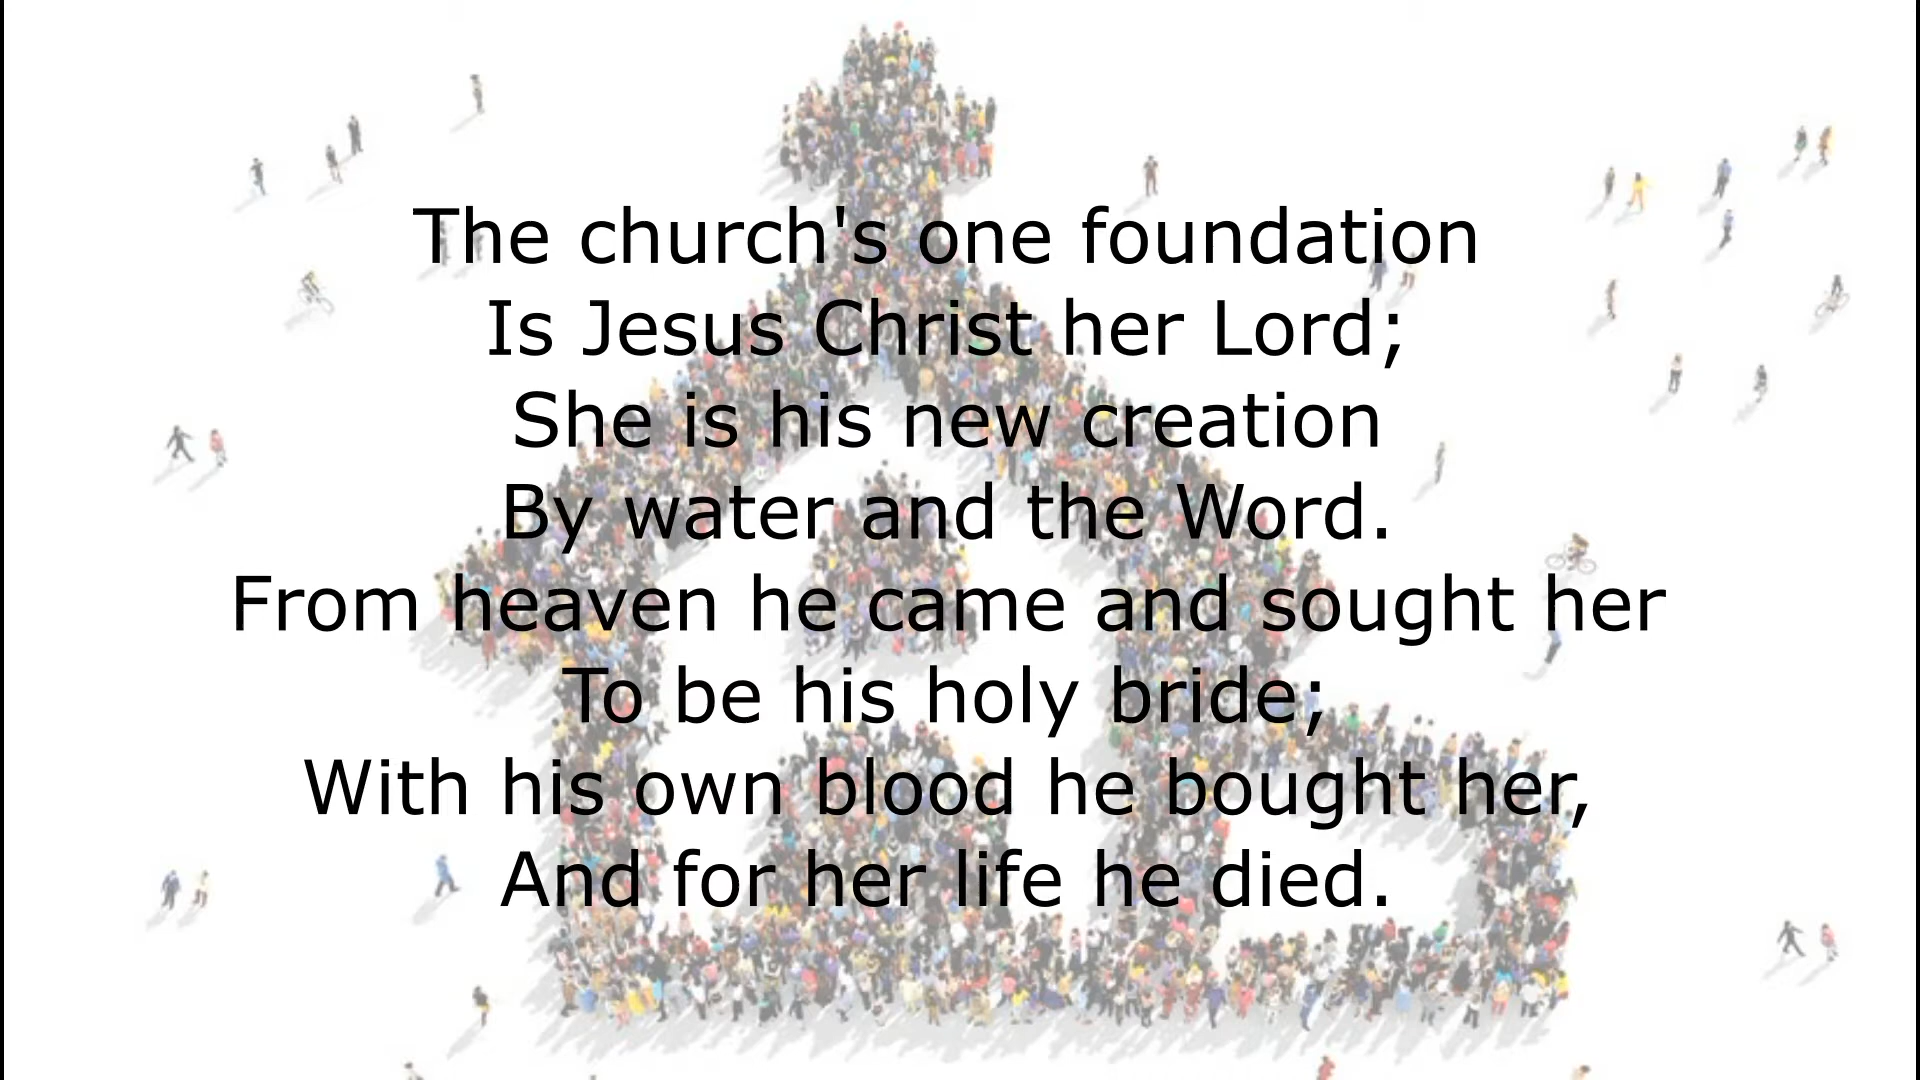 The church's one foundation
Is Jesus Christ her Lord;
She is his new creation
By water and the Word.
From heaven he came and sought her
To be his holy bride;
With his own blood he bought her,
And for her life he died.